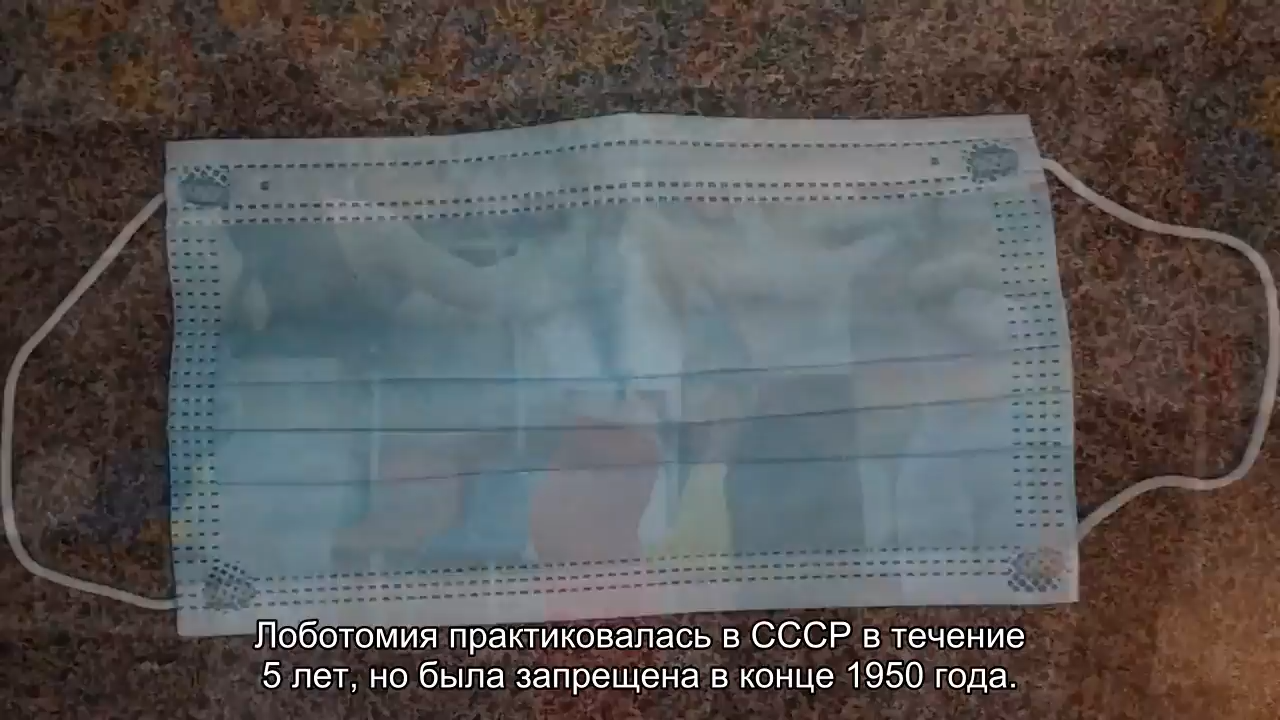 Лоботомия практиковалась в СССР в течение
5 лет, но была запрещена в конце 1950 года.